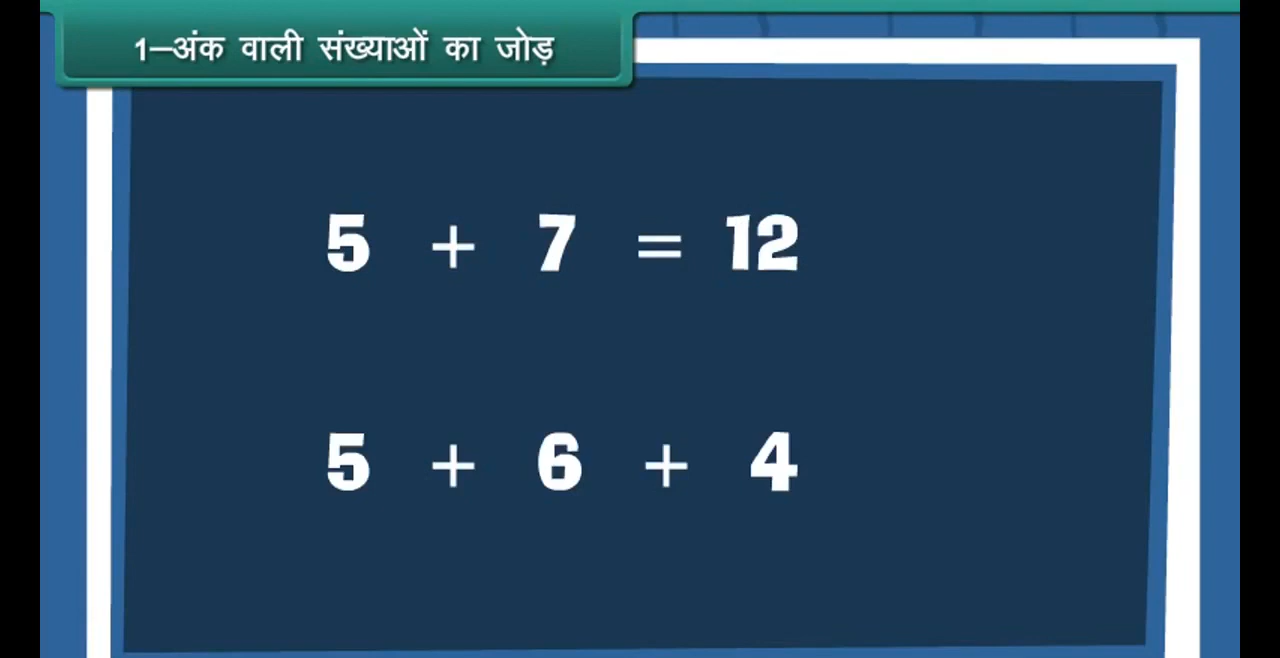 1–अंक वाली संख्याओं का जोड़
5 + 7 = 12
5 + 6 + 4